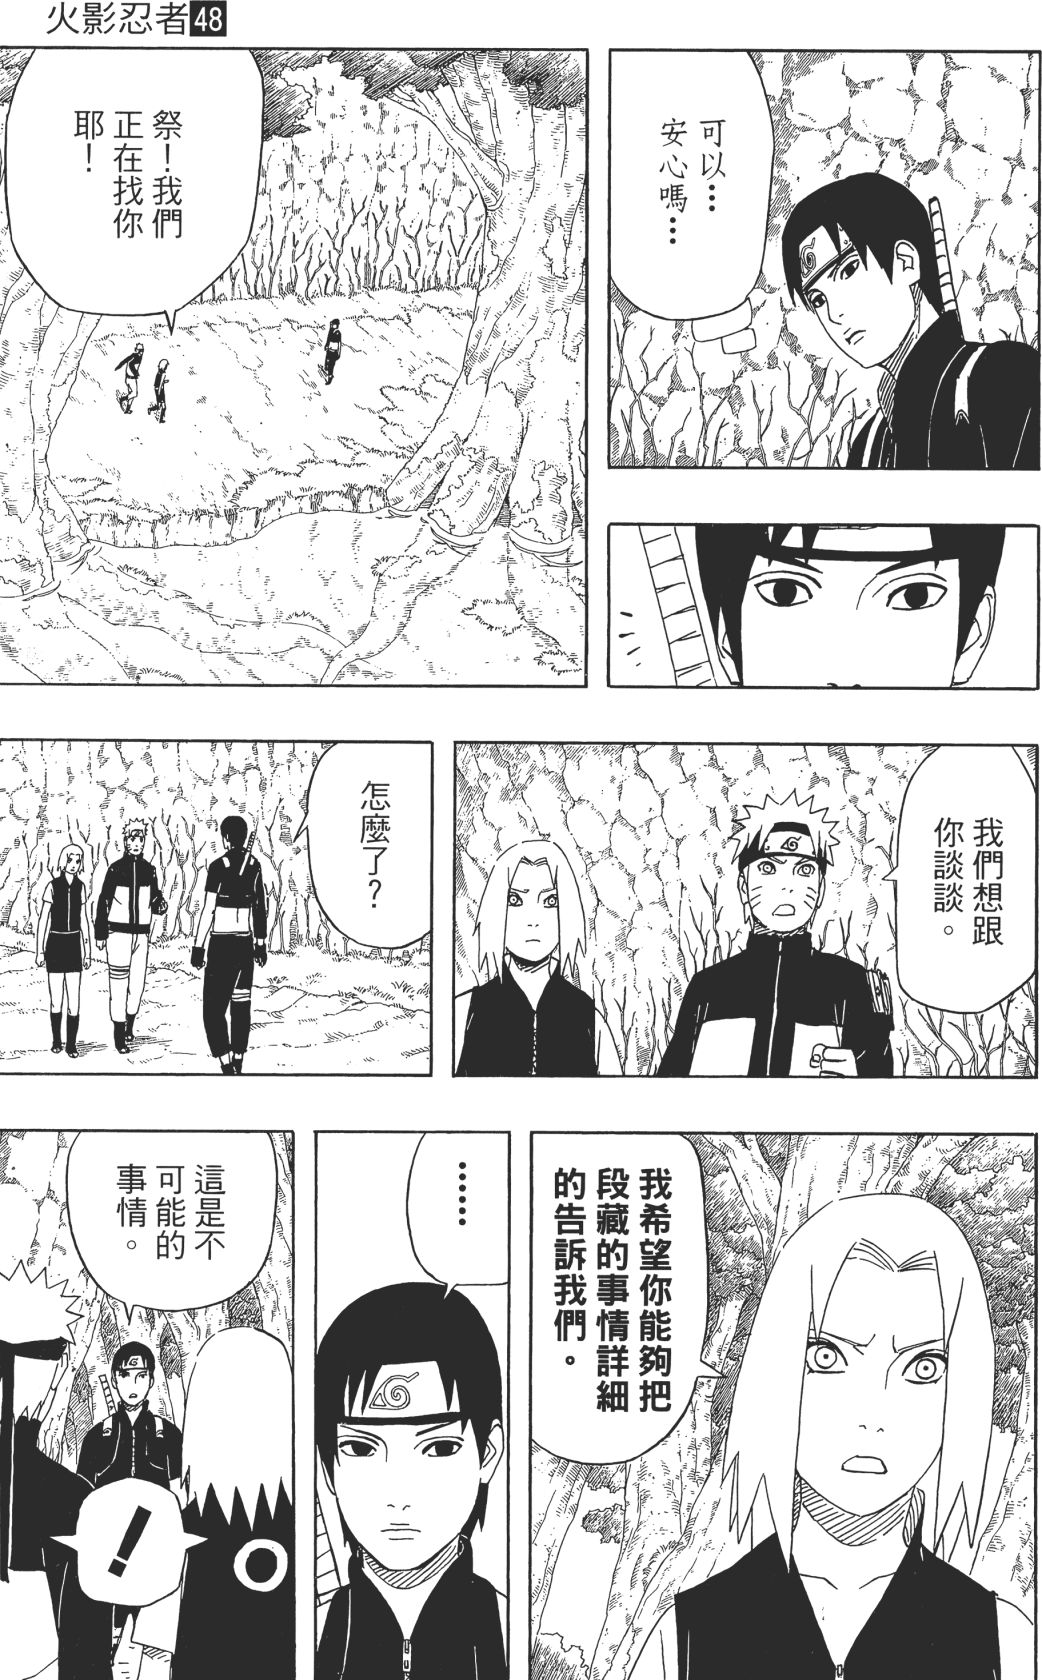 火影忍者48
可以…
安心嗎…
祭！我們
正在找你
耶！
我們想跟
你談談。
怎麼了？
我希望你能夠把
段藏的事情詳細
的告訴我們。
……
這是不
可能的
事情。
！